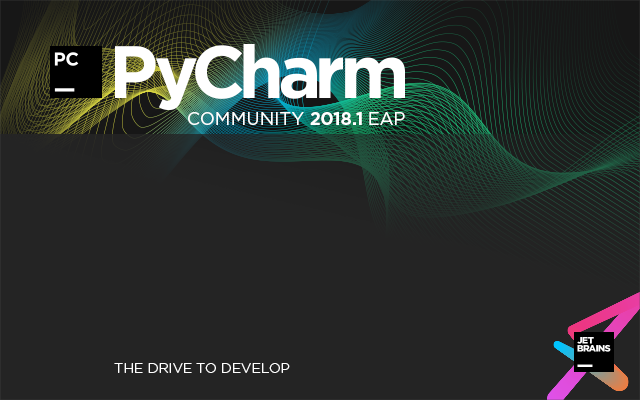 PC
PyCharm
COMMUNITY 2018.1 EAP
THE DRIVE TO DEVELOP
JET
BRAINS